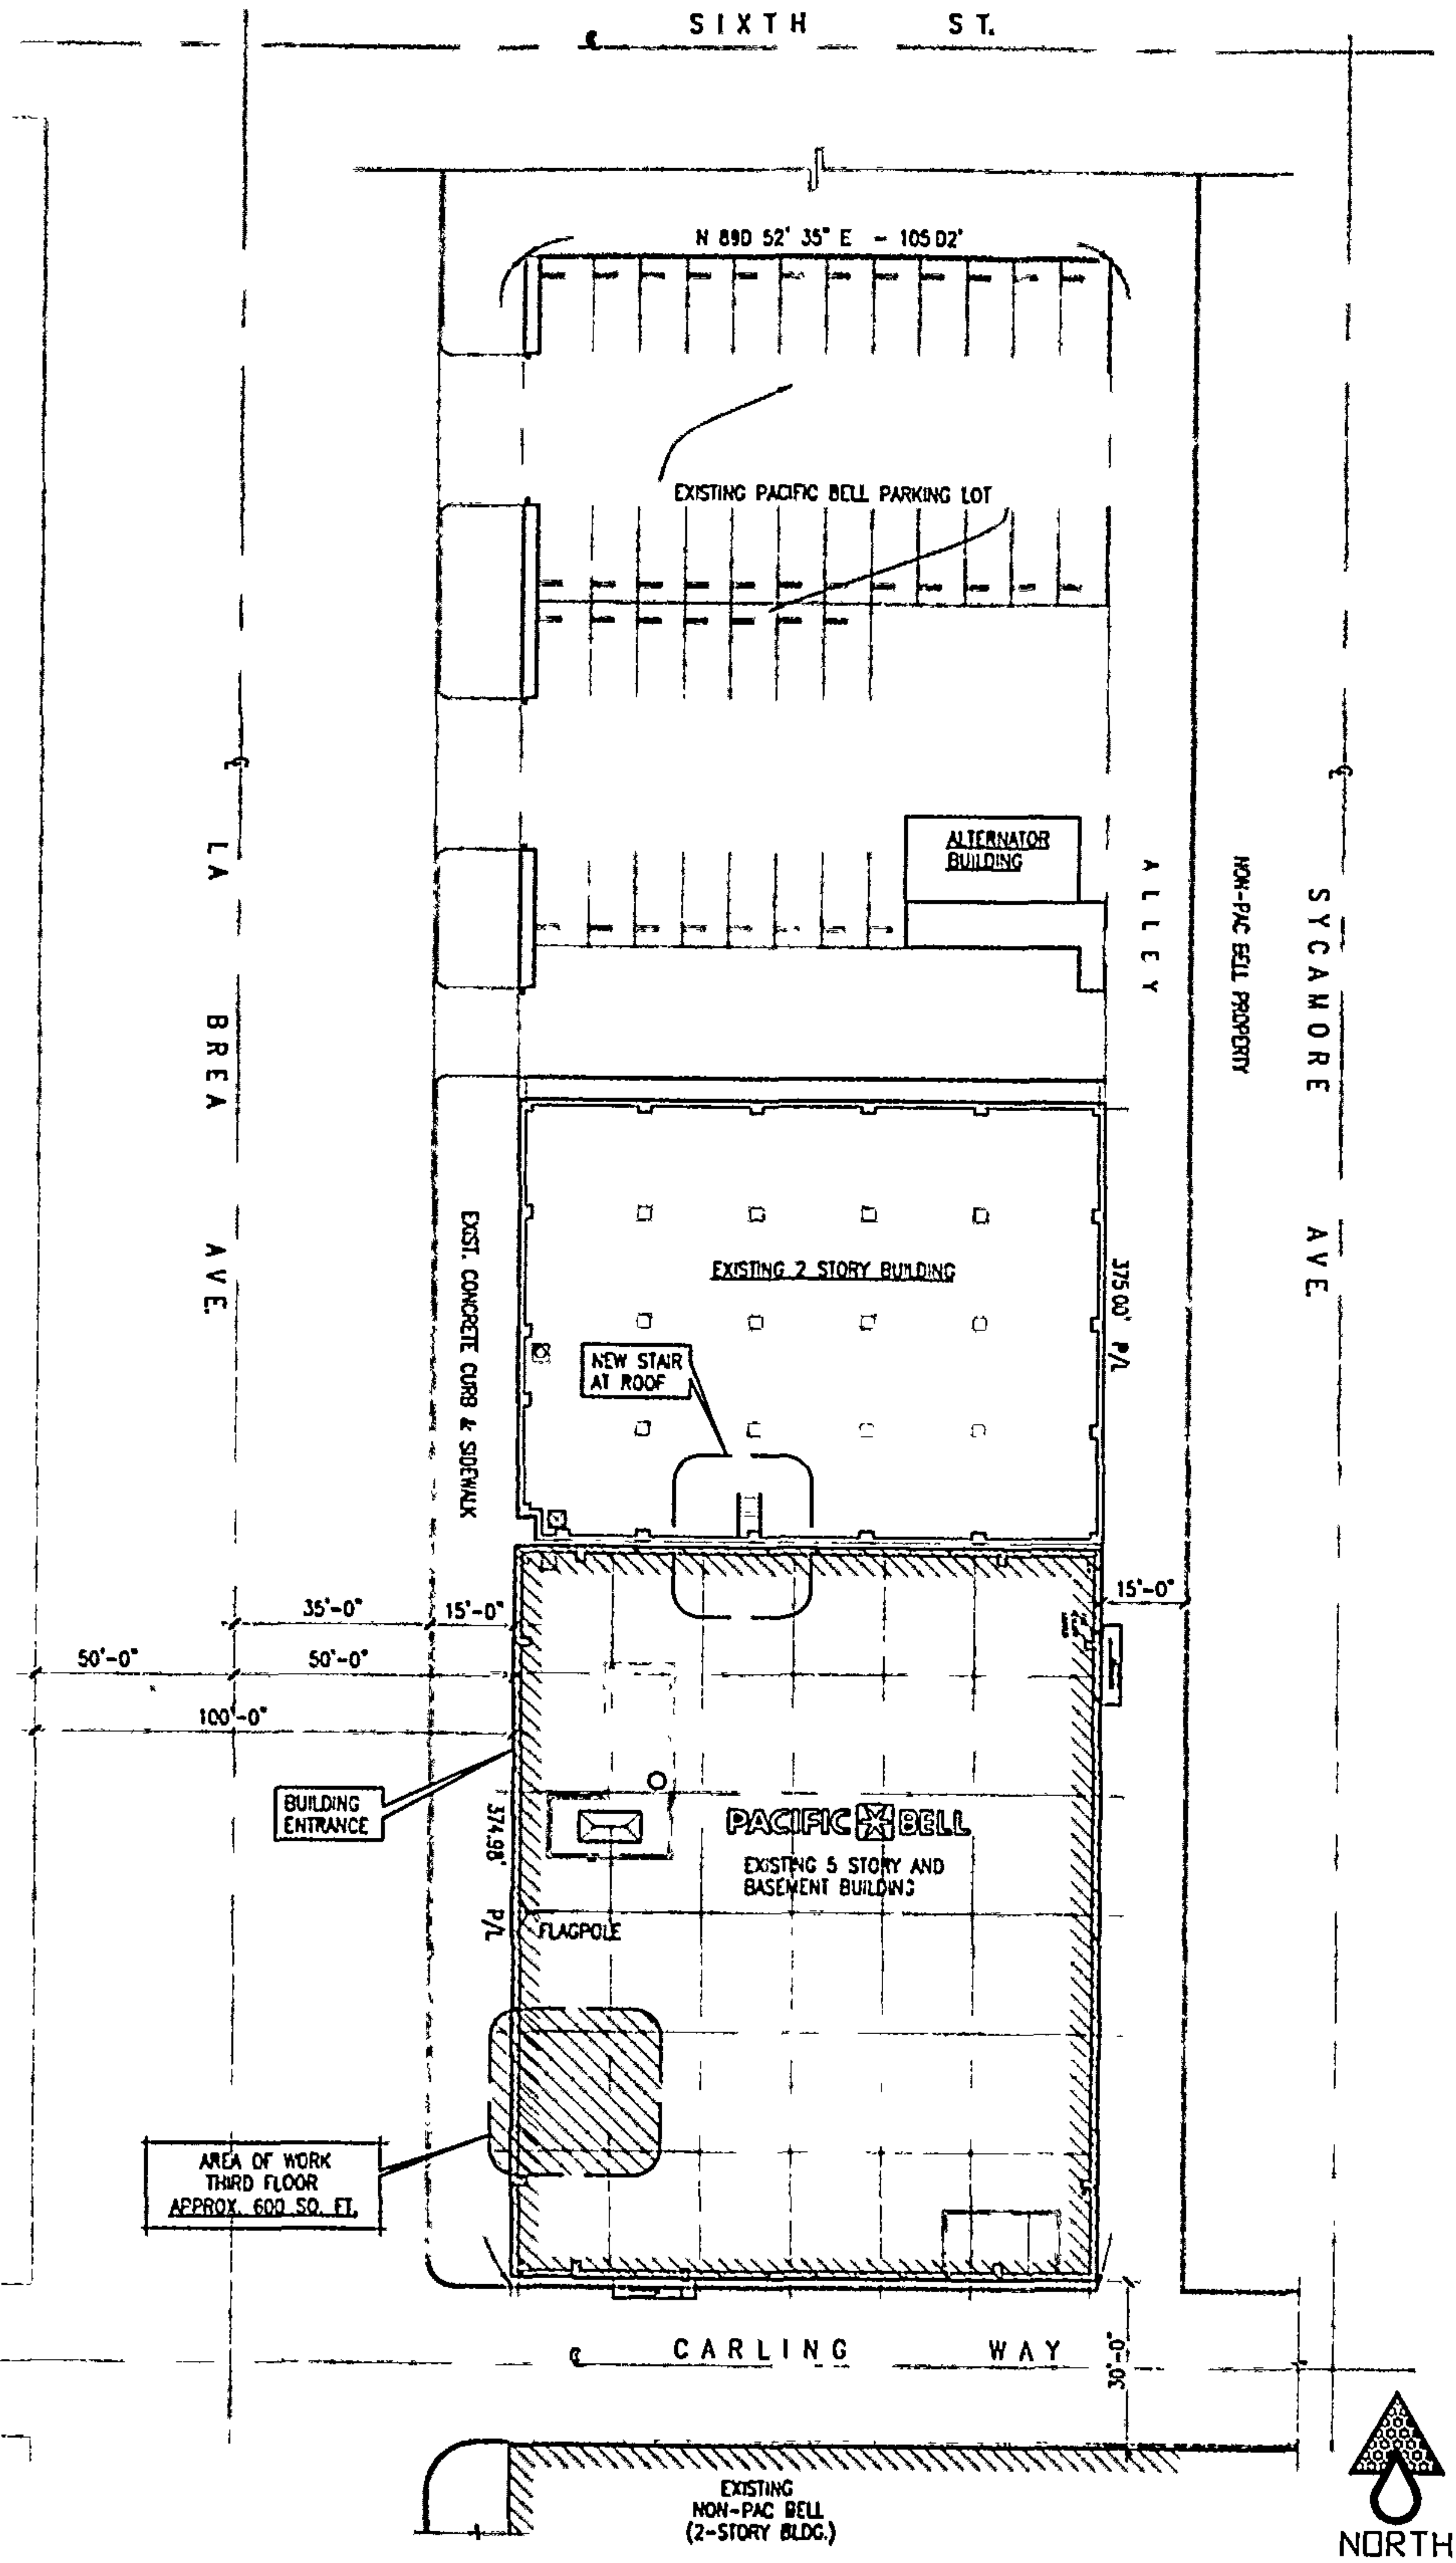 SIXTH ST.
N 89D 52' 35" E - 105 02'
EXISTING PACIFIC BELL PARKING LOT
ALTERNATOR
BUILDING
ALLEY
NON-PAC BELL PROPERTY
SYCAMORE AVE.
LA BREA AVE.
EXIST. CONCRETE CURB & SIDEWALK
EXISTING 2 STORY BUILDING
375 00' P/L
NEW STAIR
AT ROOF
35'-0"
15'-0"
15'-0"
50'-0"
50'-0"
100'-0"
BUILDING
ENTRANCE
374.98' P/L
PACIFIC BELL
EXISTING 5 STORY AND
BASEMENT BUILDING
FLAGPOLE
AREA OF WORK
THIRD FLOOR
APPROX. 600 SQ. FT.
CARLING WAY
30'-0"
EXISTING
NON-PAC BELL
(2-STORY BLDG.)
NORTH